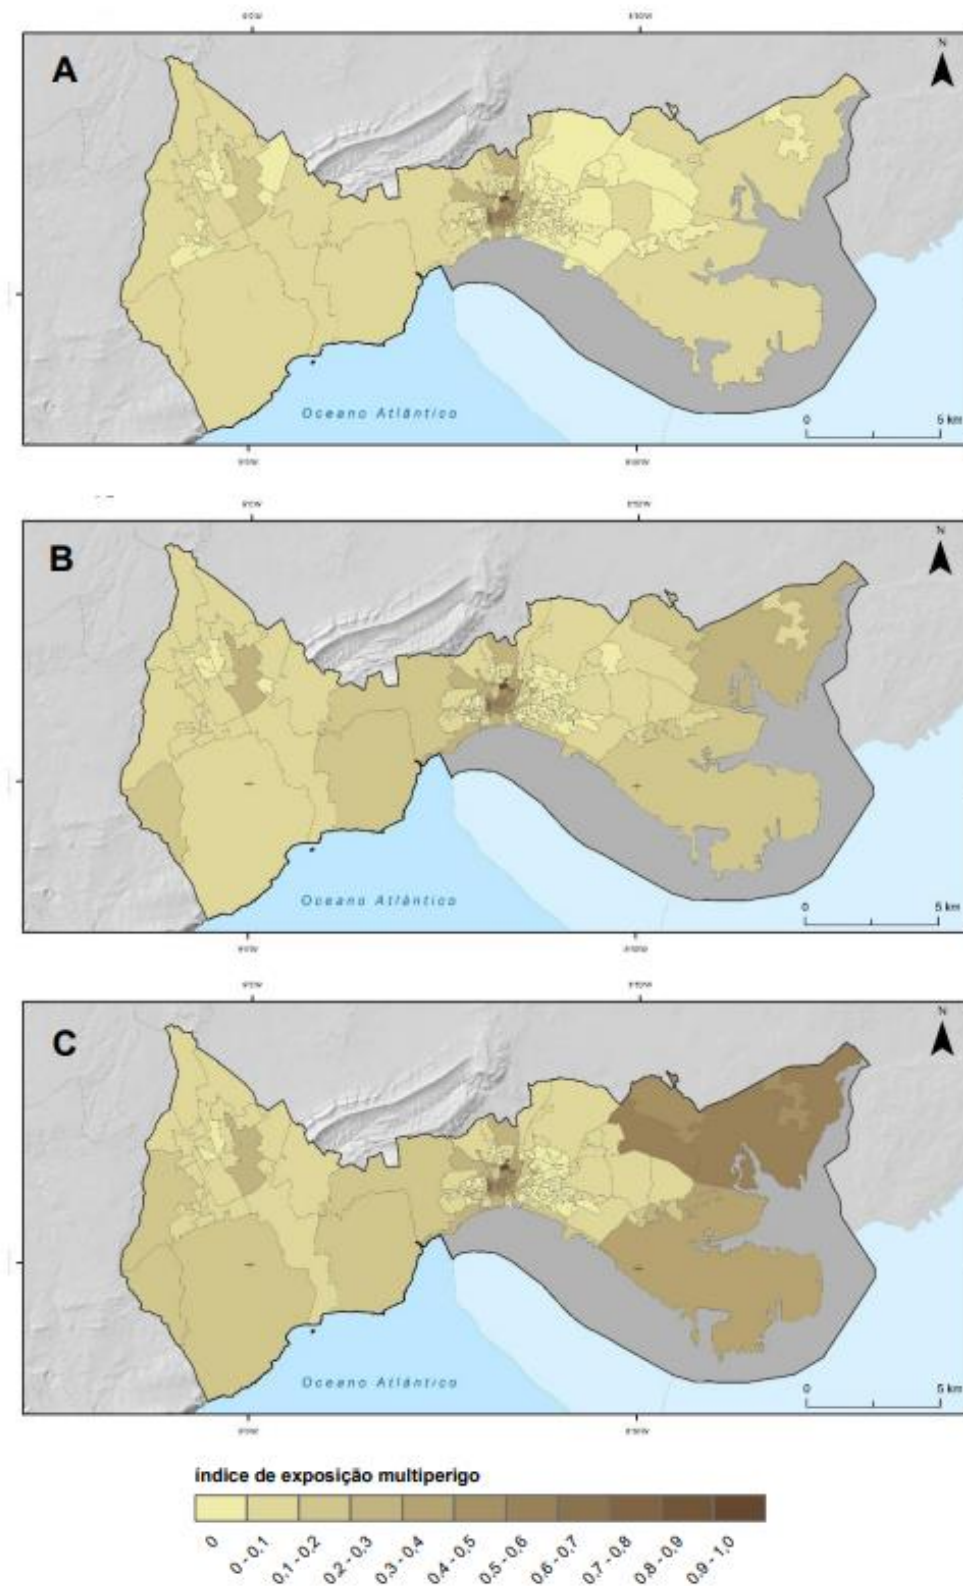 A
N
Oceano Atlântico
0 5 km
B
N
Oceano Atlântico
0 5 km
C
N
Oceano Atlântico
0 5 km
índice de exposição multiperigo
0
0 - 0,1
0,1 - 0,2
0,2 - 0,3
0,3 - 0,4
0,4 - 0,5
0,5 - 0,6
0,6 - 0,7
0,7 - 0,8
0,8 - 0,9
0,9 - 1,0